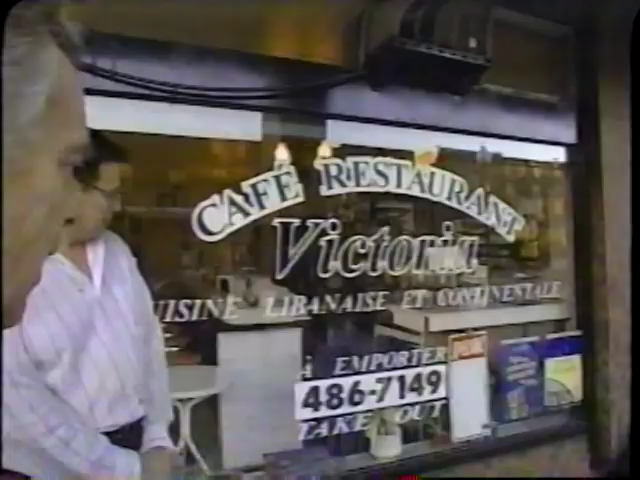 CAFÉ RESTAURANT
Victoria
UISINE LIBANAISE ET CONTINENTALE
À EMPORTER
486-7149
TAKE OUT